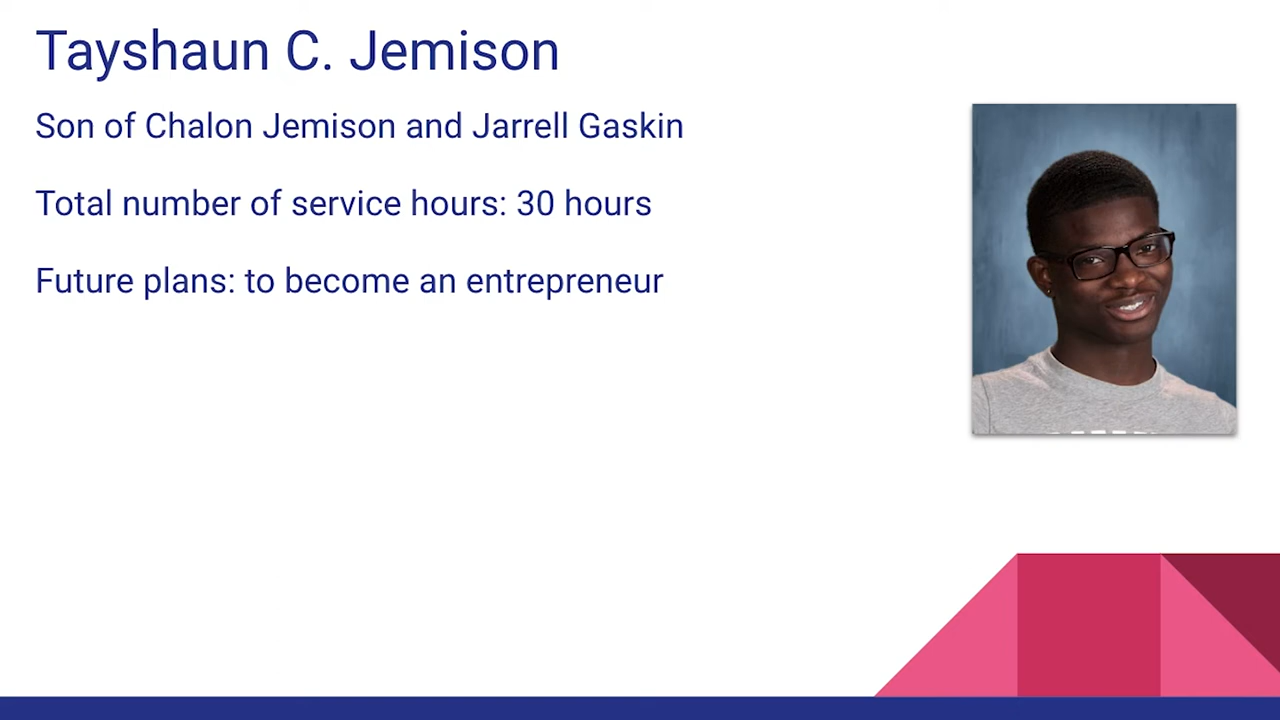 Tayshaun C. Jemison
Son of Chalon Jemison and Jarrell Gaskin
Total number of service hours: 30 hours
Future plans: to become an entrepreneur